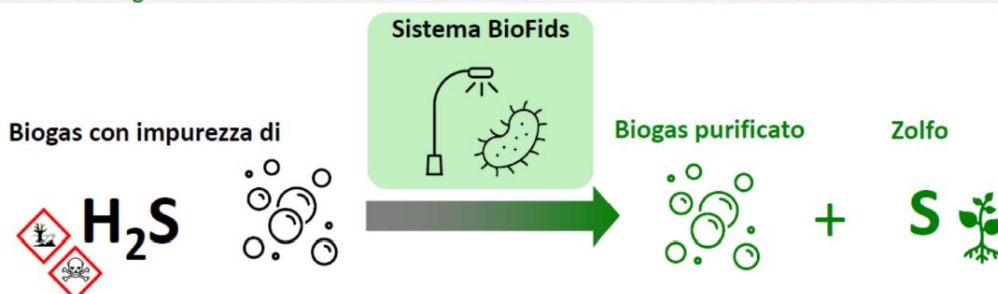 Sistema BioFids
Biogas con impurezza di
H₂S
Biogas purificato
+
Zolfo
S